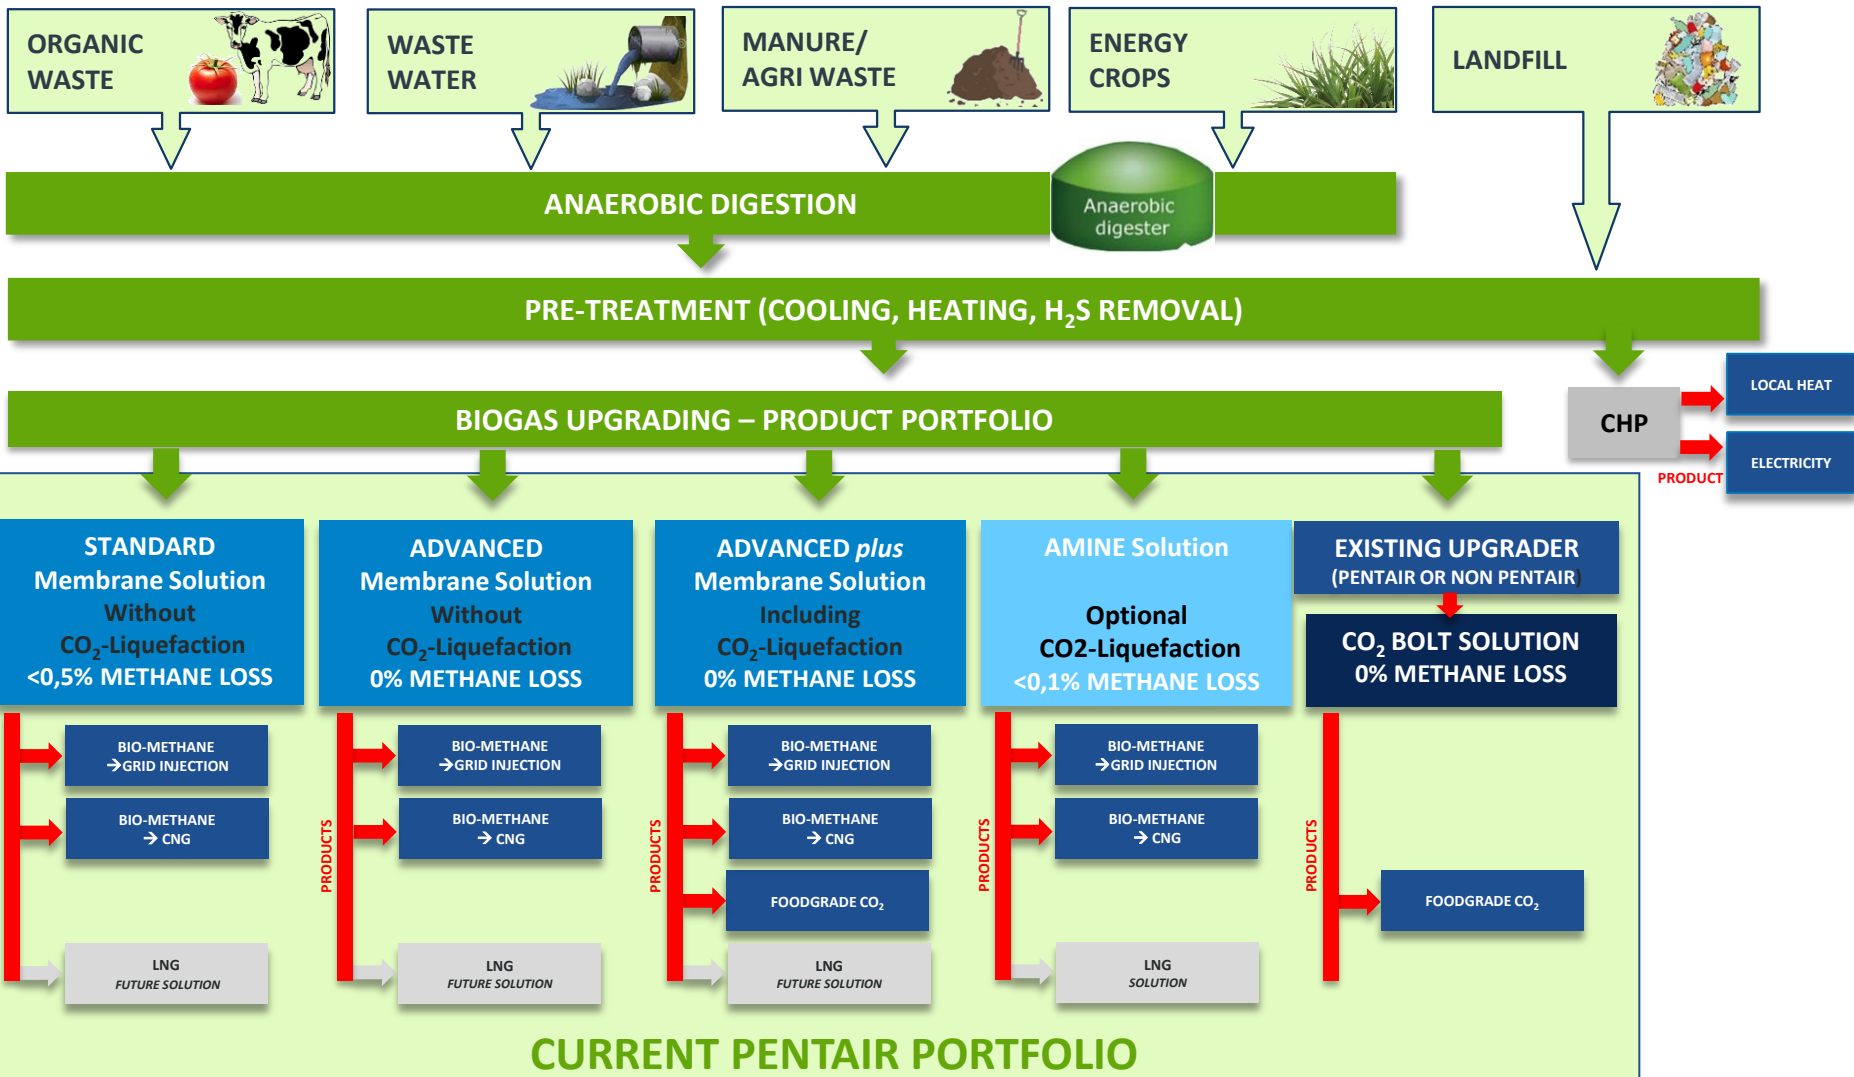 ORGANIC
WASTE
WASTE
WATER
MANURE/
AGRI WASTE
ENERGY
CROPS
LANDFILL
ANAEROBIC DIGESTION
Anaerobic
digester
PRE-TREATMENT (COOLING, HEATING, H₂S REMOVAL)
BIOGAS UPGRADING – PRODUCT PORTFOLIO
CHP
LOCAL HEAT
ELECTRICITY
PRODUCT
STANDARD
Membrane Solution
Without
CO₂-Liquefaction
<0,5% METHANE LOSS
ADVANCED
Membrane Solution
Without
CO₂-Liquefaction
0% METHANE LOSS
ADVANCED plus
Membrane Solution
Including
CO₂-Liquefaction
0% METHANE LOSS
AMINE Solution
Optional
CO2-Liquefaction
<0,1% METHANE LOSS
EXISTING UPGRADER
(PENTAIR OR NON PENTAIR)
CO₂ BOLT SOLUTION
0% METHANE LOSS
BIO-METHANE
→GRID INJECTION
BIO-METHANE
→ CNG
LNG
FUTURE SOLUTION
PRODUCTS
BIO-METHANE
→GRID INJECTION
BIO-METHANE
→ CNG
LNG
FUTURE SOLUTION
PRODUCTS
BIO-METHANE
→GRID INJECTION
BIO-METHANE
→ CNG
FOODGRADE CO₂
LNG
FUTURE SOLUTION
PRODUCTS
BIO-METHANE
→GRID INJECTION
BIO-METHANE
→ CNG
LNG
SOLUTION
PRODUCTS
FOODGRADE CO₂
CURRENT PENTAIR PORTFOLIO